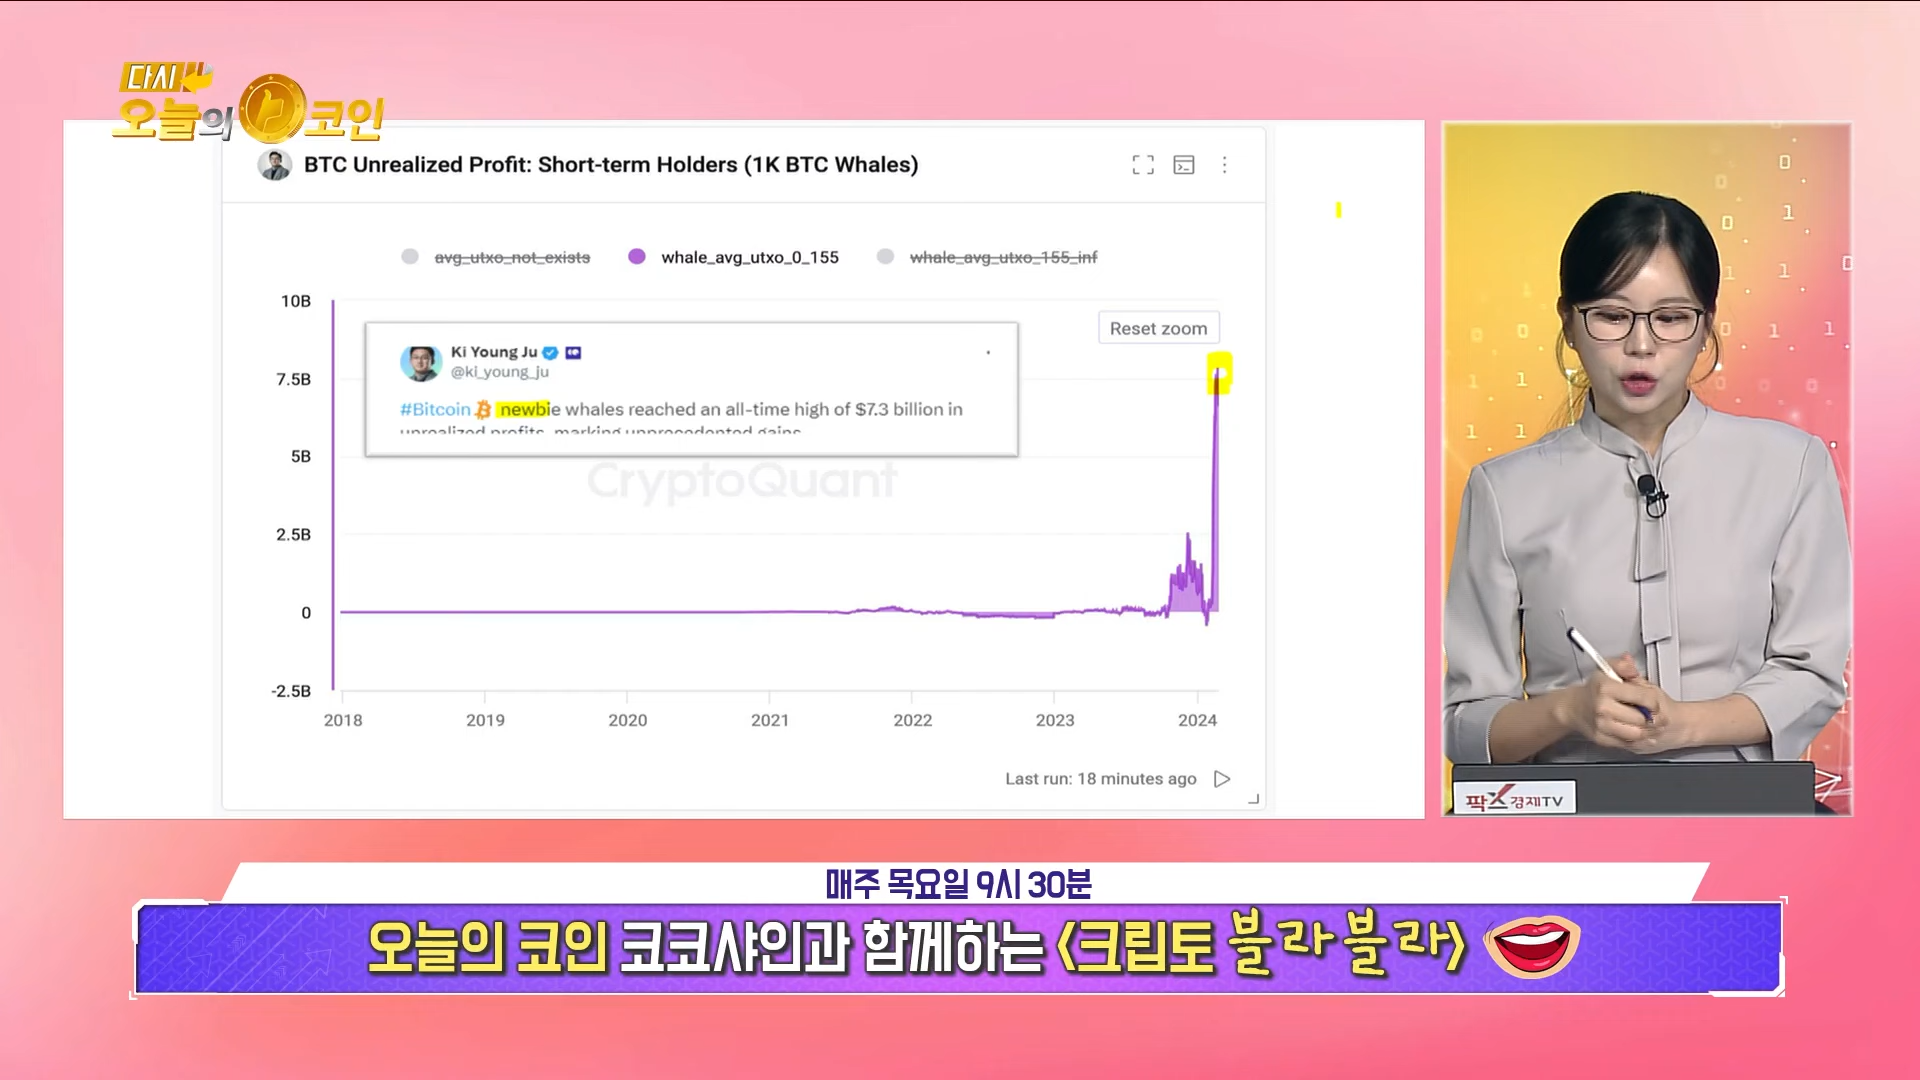 다시
오늘의 코인
BTC Unrealized Profit: Short-term Holders (1K BTC Whales)
avg_utxo_not_exists
whale_avg_utxo_0_155
whale_avg_utxo_155_inf
10B
7.5B
5B
2.5B
0
-2.5B
Reset zoom
Ki Young Ju
@ki_young_ju
#Bitcoin newbie whales reached an all-time high of $7.3 billion in
unrealized profits, marking unprecedented gains.
CryptoQuant
2018 2019 2020 2021 2022 2023 2024
Last run: 18 minutes ago
팍스경제TV
매주 목요일 9시 30분
오늘의 코인 코코샤인과 함께하는 <크립토 블라블라>